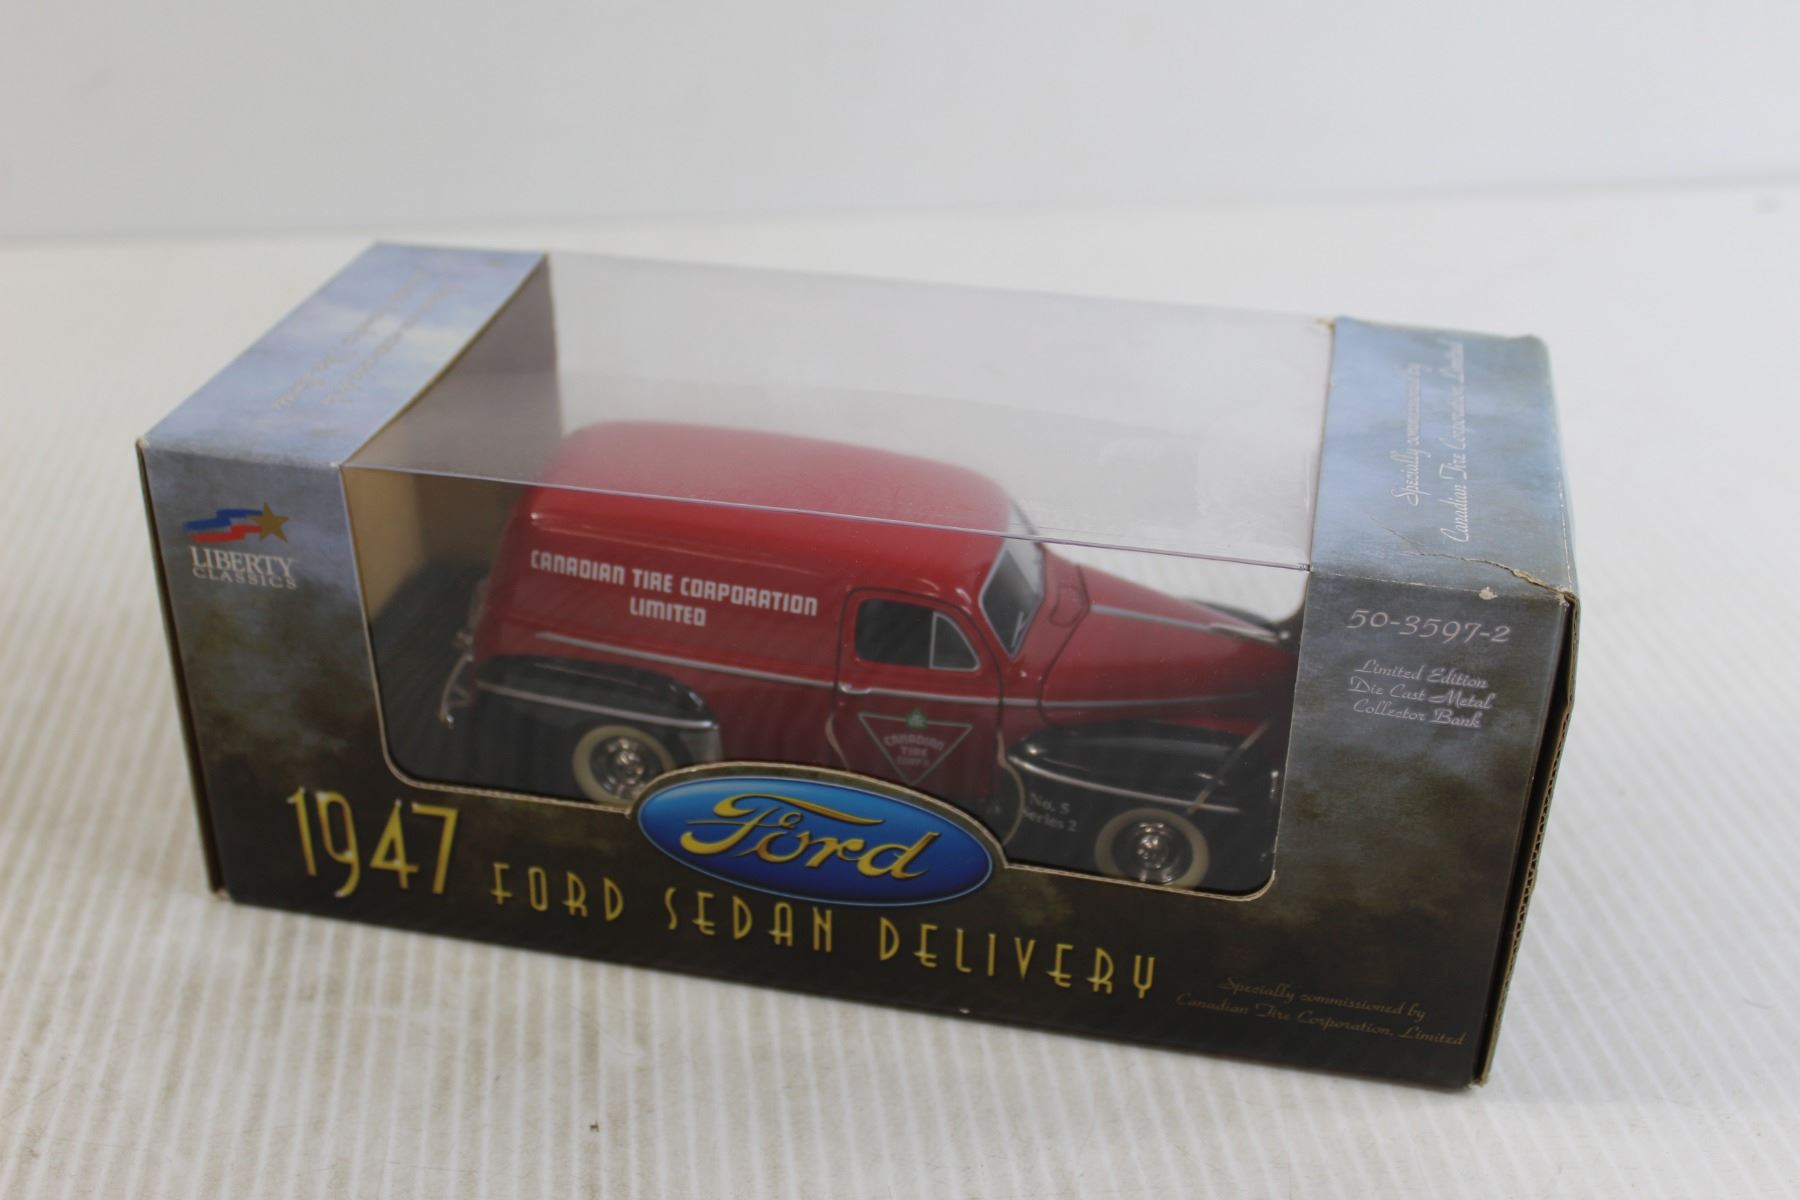 Specially commissioned by
Canadian Tire Corporation, Limited
LIBERTY
CLASSICS
CANADIAN TIRE CORPORATION
LIMITED
CANADIAN
TIRE
CORP'N.
No. 5
Series 2
50-3597-2
Limited Edition
Die Cast Metal
Collector Bank
Ford
1947 FORD SEDAN DELIVERY
Specially commissioned by
Canadian Tire Corporation, Limited